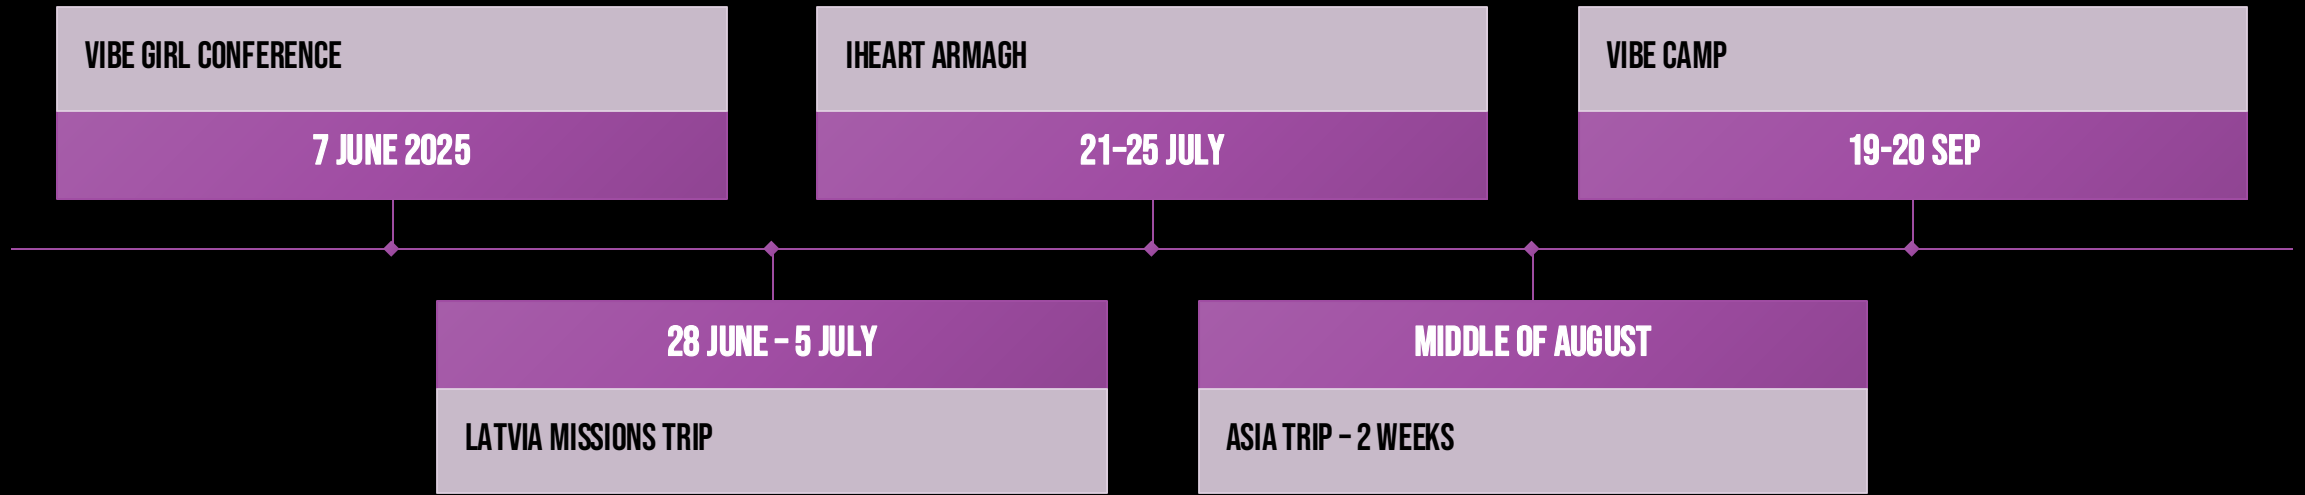 VIBE GIRL CONFERENCE
7 JUNE 2025
IHEART ARMAGH
21–25 JULY
VIBE CAMP
19-20 SEP
28 JUNE – 5 JULY
LATVIA MISSIONS TRIP
MIDDLE OF AUGUST
ASIA TRIP – 2 WEEKS